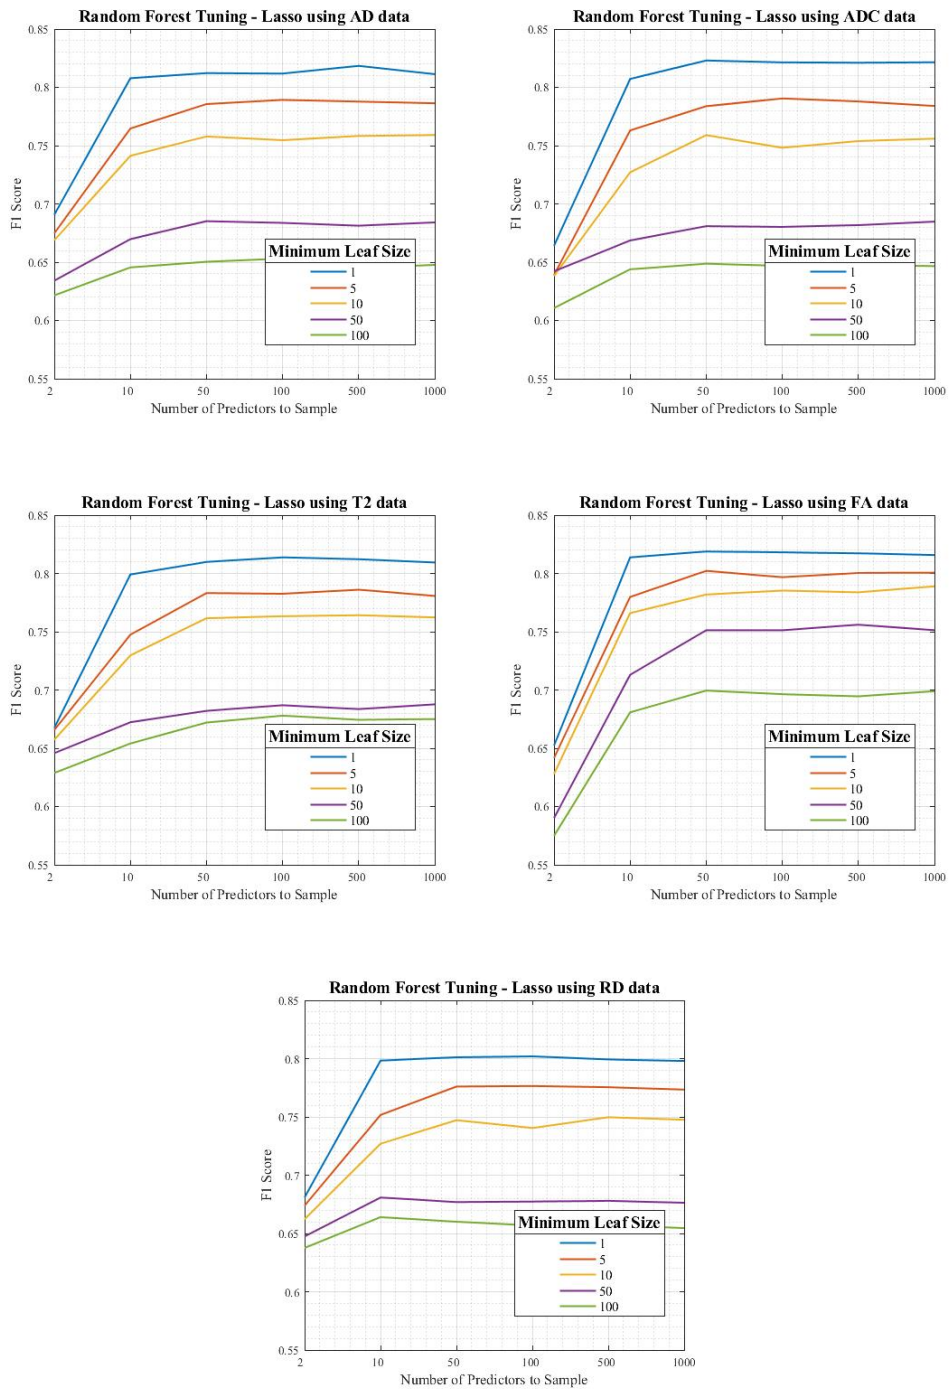 Random Forest Tuning - Lasso using AD data
0.85
0.8
0.75
0.7
0.65
0.6
0.55
F1 Score
Minimum Leaf Size
1
5
10
50
100
2 10 50 100 500 1000
Number of Predictors to Sample
Random Forest Tuning - Lasso using ADC data
0.85
0.8
0.75
0.7
0.65
0.6
0.55
F1 Score
Minimum Leaf Size
1
5
10
50
100
2 10 50 100 500 1000
Number of Predictors to Sample
Random Forest Tuning - Lasso using T2 data
0.85
0.8
0.75
0.7
0.65
0.6
0.55
F1 Score
Minimum Leaf Size
1
5
10
50
100
2 10 50 100 500 1000
Number of Predictors to Sample
Random Forest Tuning - Lasso using FA data
0.85
0.8
0.75
0.7
0.65
0.6
0.55
F1 Score
Minimum Leaf Size
1
5
10
50
100
2 10 50 100 500 1000
Number of Predictors to Sample
Random Forest Tuning - Lasso using RD data
0.85
0.8
0.75
0.7
0.65
0.6
0.55
F1 Score
Minimum Leaf Size
1
5
10
50
100
2 10 50 100 500 1000
Number of Predictors to Sample